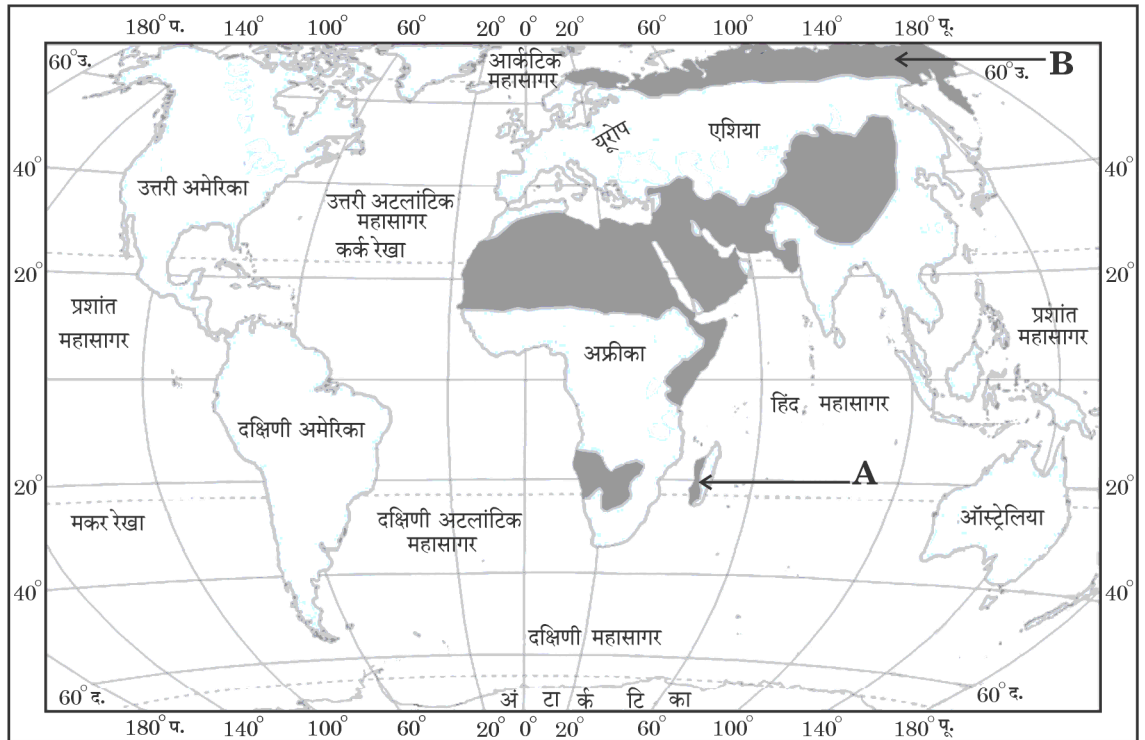 180° प. 140° 100° 60° 20° 0° 20° 60° 100° 140° 180° पू.
60° उ.
आर्कटिक
महासागर
60° उ.
B
यूरोप
एशिया
40°
40°
उत्तरी अमेरिका
उत्तरी अटलांटिक
महासागर
कर्क रेखा
20°
20°
प्रशांत
महासागर
प्रशांत
महासागर
अफ्रीका
हिंद महासागर
दक्षिणी अमेरिका
A
20°
20°
मकर रेखा
दक्षिणी अटलांटिक
महासागर
ऑस्ट्रेलिया
40°
40°
दक्षिणी महासागर
60° द.
अं टा र्क टि का
60° द.
180° प. 140° 100° 60° 20° 0° 20° 60° 100° 140° 180° पू.